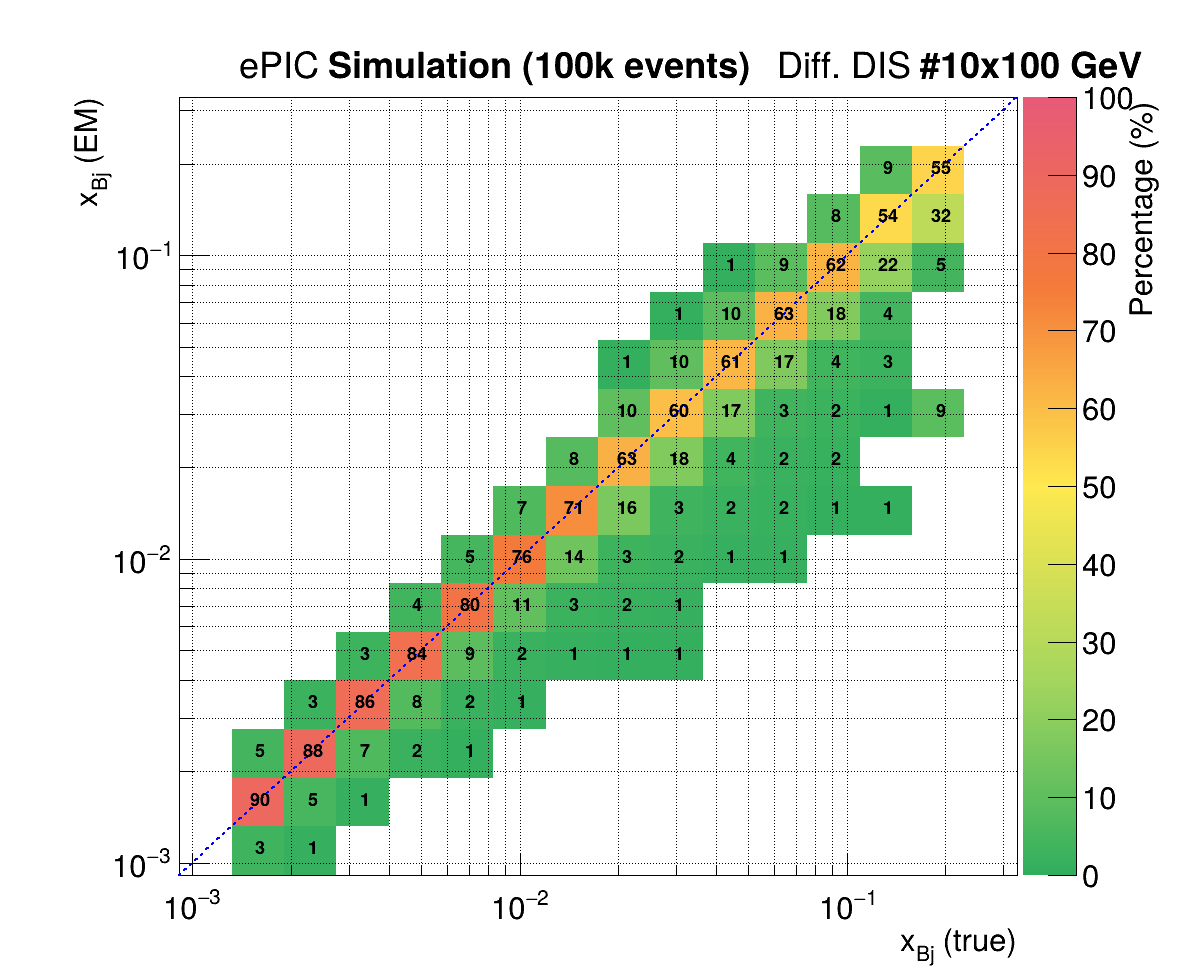 ePIC Simulation (100k events) Diff. DIS #10x100 GeV
x_Bj (EM)
100
Percentage (%)
90
80
70
60
50
40
30
20
10
0
10^−1
10^−2
10^−3
9 55
8 54 32
1 9 62 22 5
1 10 63 18 4
1 10 61 17 4 3
10 60 17 3 2 1 9
8 63 18 4 2 2
7 71 16 3 2 2 1 1
5 76 14 3 2 1 1
4 80 11 3 2 1
3 84 9 2 1 1 1
3 86 8 2 1
5 88 7 2 1
90 5 1
3 1
10^−3 10^−2 10^−1
x_Bj (true)